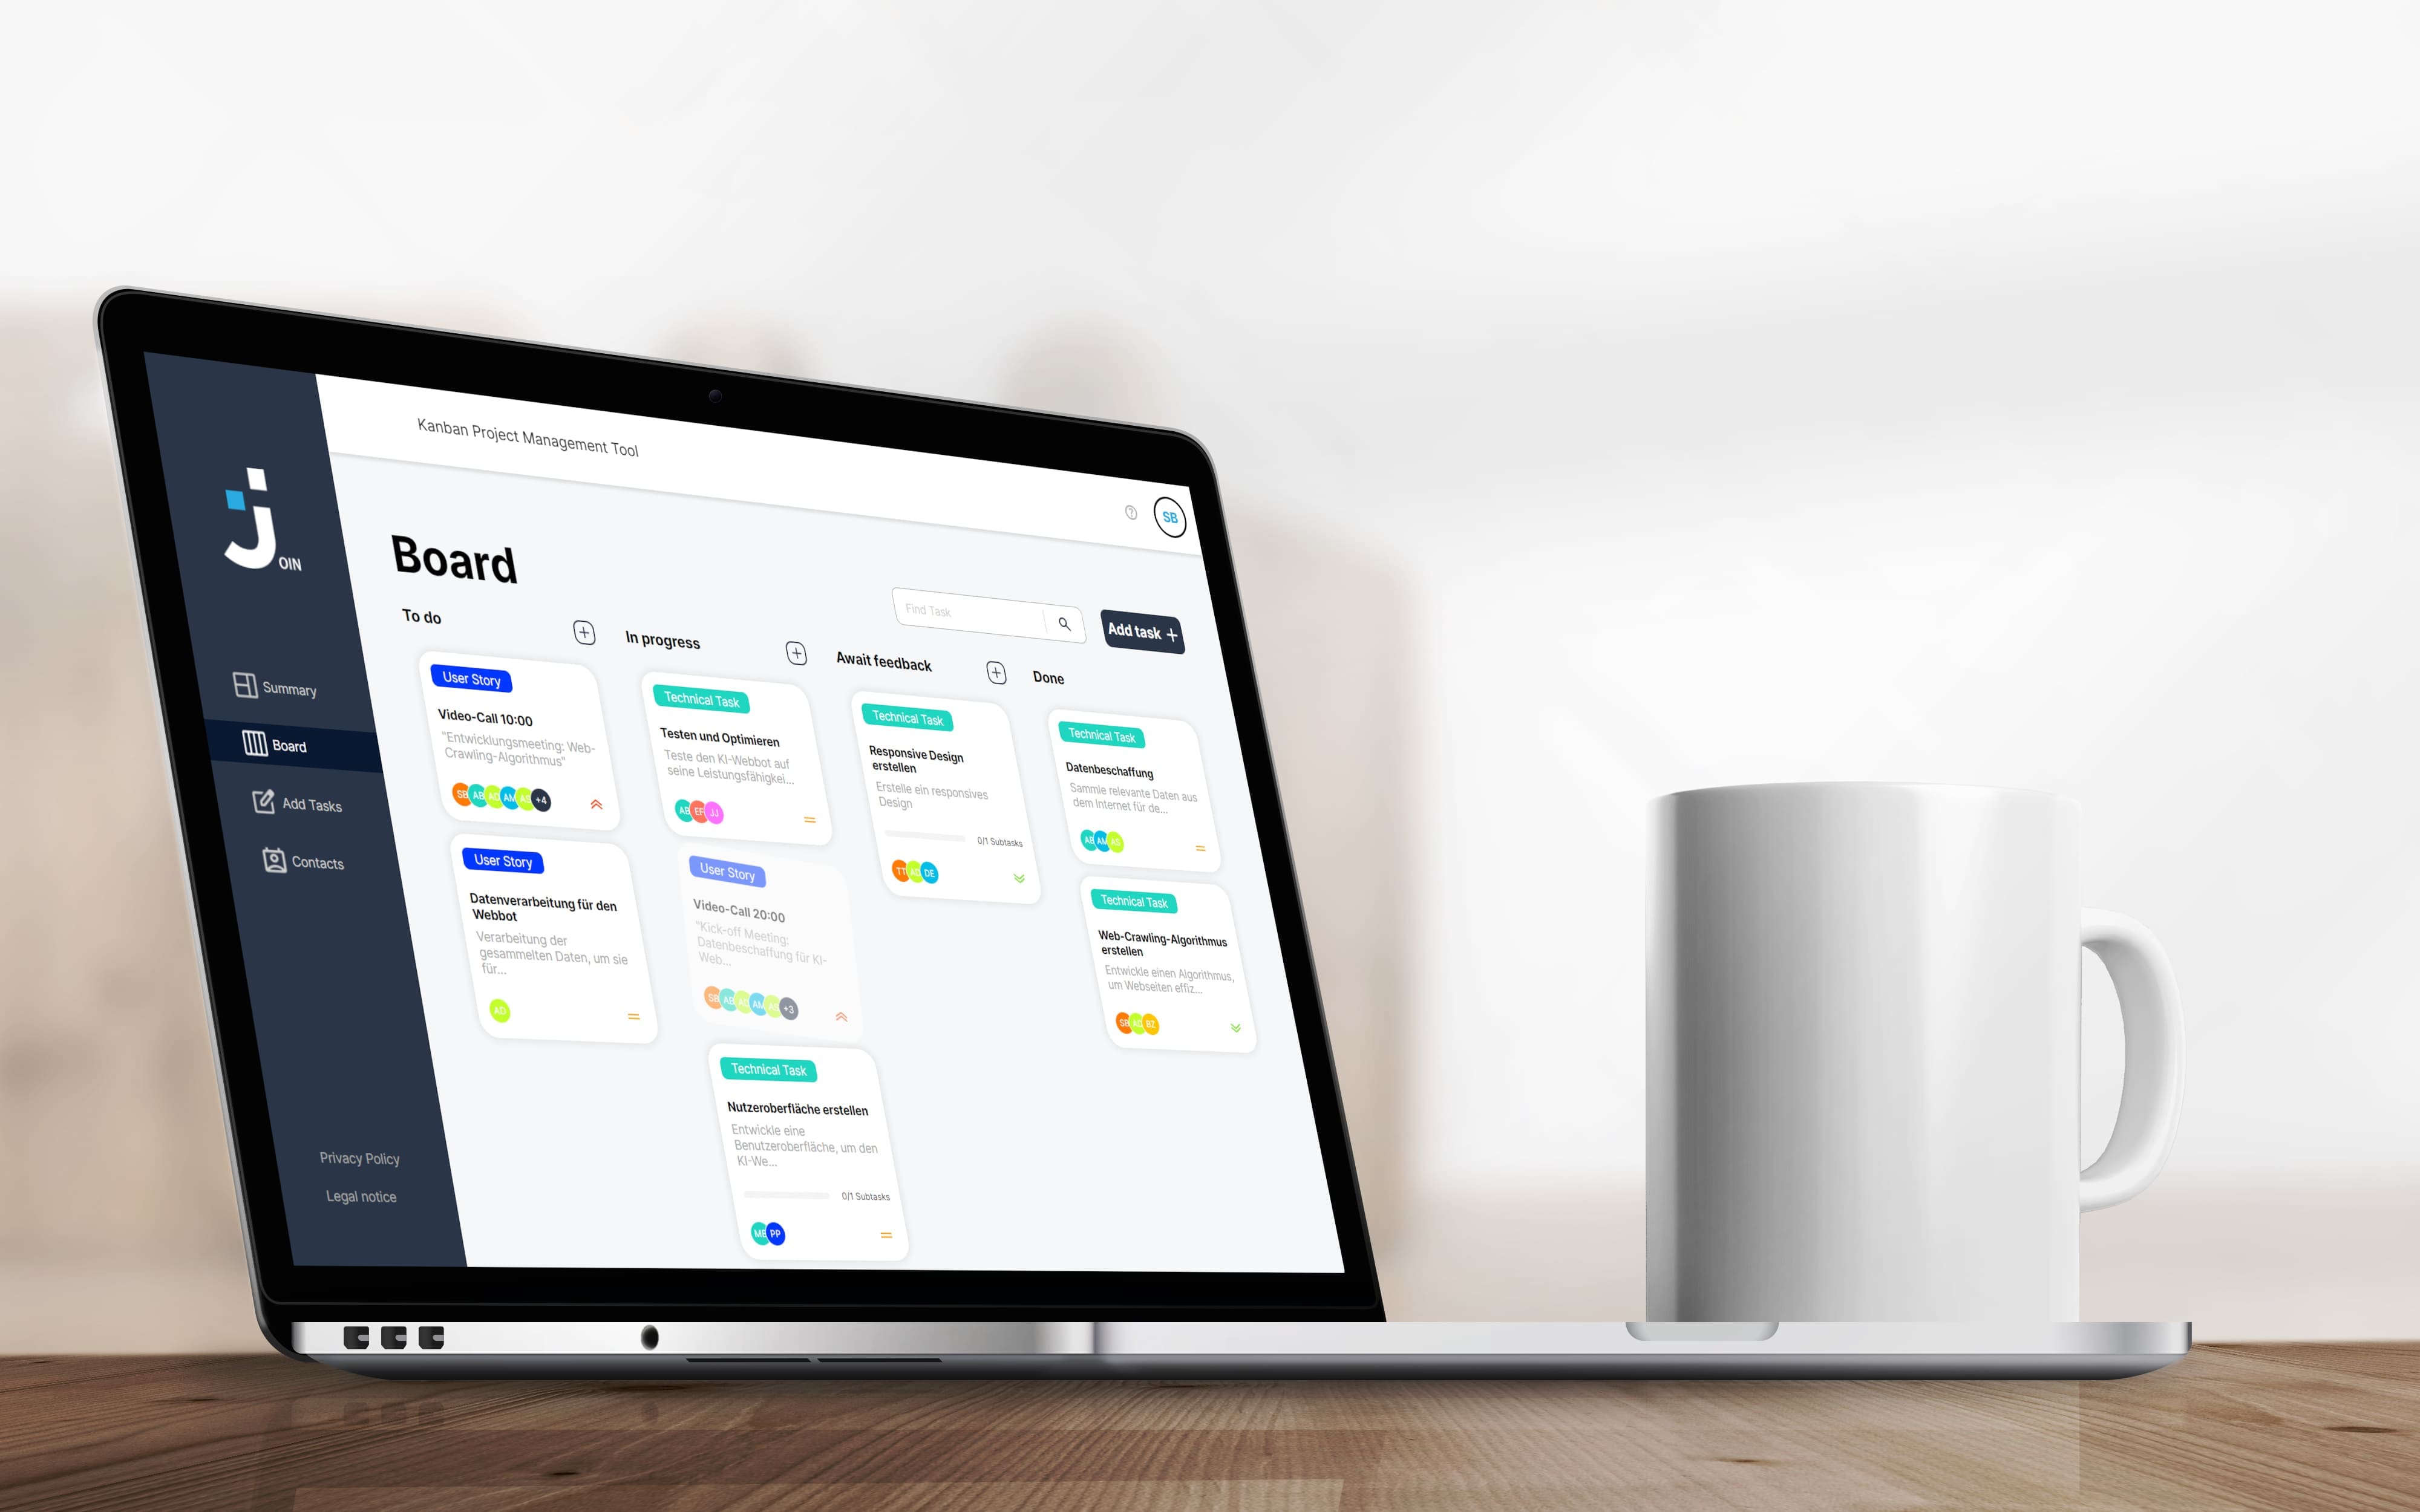 Kanban Project Management Tool
SB
JOIN
Summary
Board
Add Tasks
Contacts
Privacy Policy
Legal notice
Board
Find Task
Add task
To do
User Story
Video-Call 10:00
"Entwicklungsmeeting: Web-
Crawling-Algorithmus"
SB AB AD AM AS +4
User Story
Datenverarbeitung für den
Webbot
Verarbeitung der
gesammelten Daten, um sie
für...
AD
In progress
Technical Task
Testen und Optimieren
Teste den KI-Webbot auf
seine Leistungsfähigkei...
AB EF JJ
User Story
Video-Call 20:00
"Kick-off Meeting:
Datenbeschaffung für KI-
Web...
SB AB AD AM AS +3
Technical Task
Nutzeroberfläche erstellen
Entwickle eine
Benutzeroberfläche, um den
KI-We...
0/1 Subtasks
PP
Await feedback
Technical Task
Responsive Design
erstellen
Erstelle ein responsives
Design
0/1 Subtasks
TT AD DE
Done
Technical Task
Datenbeschaffung
Sammle relevante Daten aus
dem Internet für de...
AB AM AS
Technical Task
Web-Crawling-Algorithmus
erstellen
Entwickle einen Algorithmus,
um Webseiten effiz...
SB AD BZ